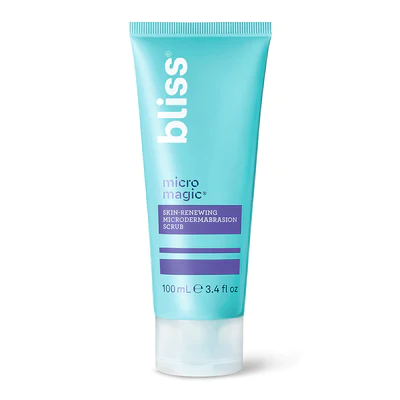 bliss®
micro
magic®
SKIN-RENEWING
MICRODERMABRASION
SCRUB
100 mL ℮ 3.4 fl oz